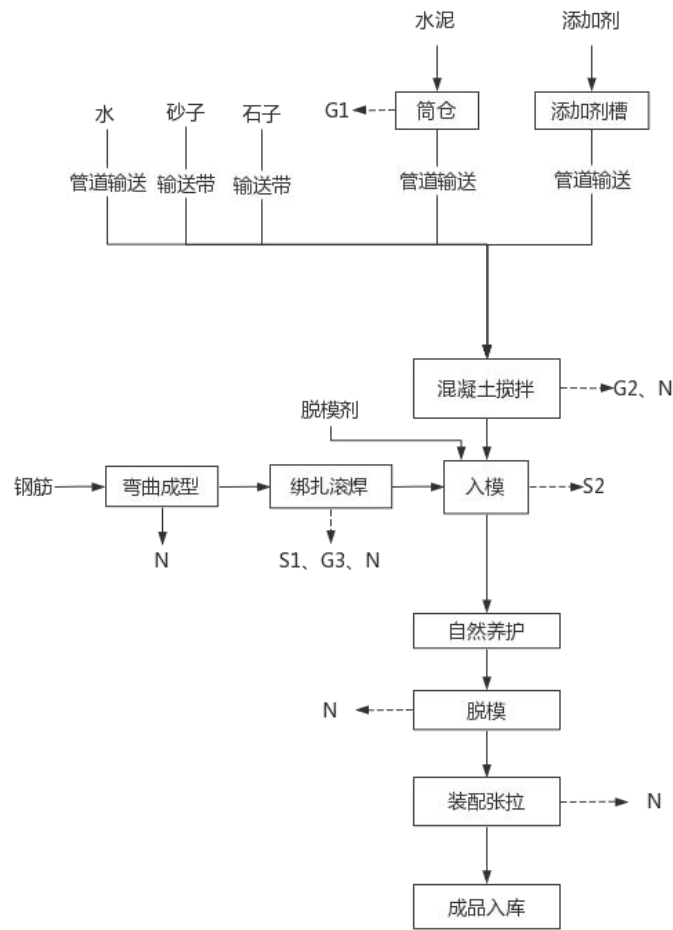 水泥
添加剂
水
砂子
石子
G1
筒仓
添加剂槽
管道输送
输送带
输送带
管道输送
管道输送
混凝土搅拌
G2、N
脱模剂
钢筋
弯曲成型
绑扎滚焊
入模
S2
N
S1、G3、N
自然养护
N
脱模
装配张拉
N
成品入库